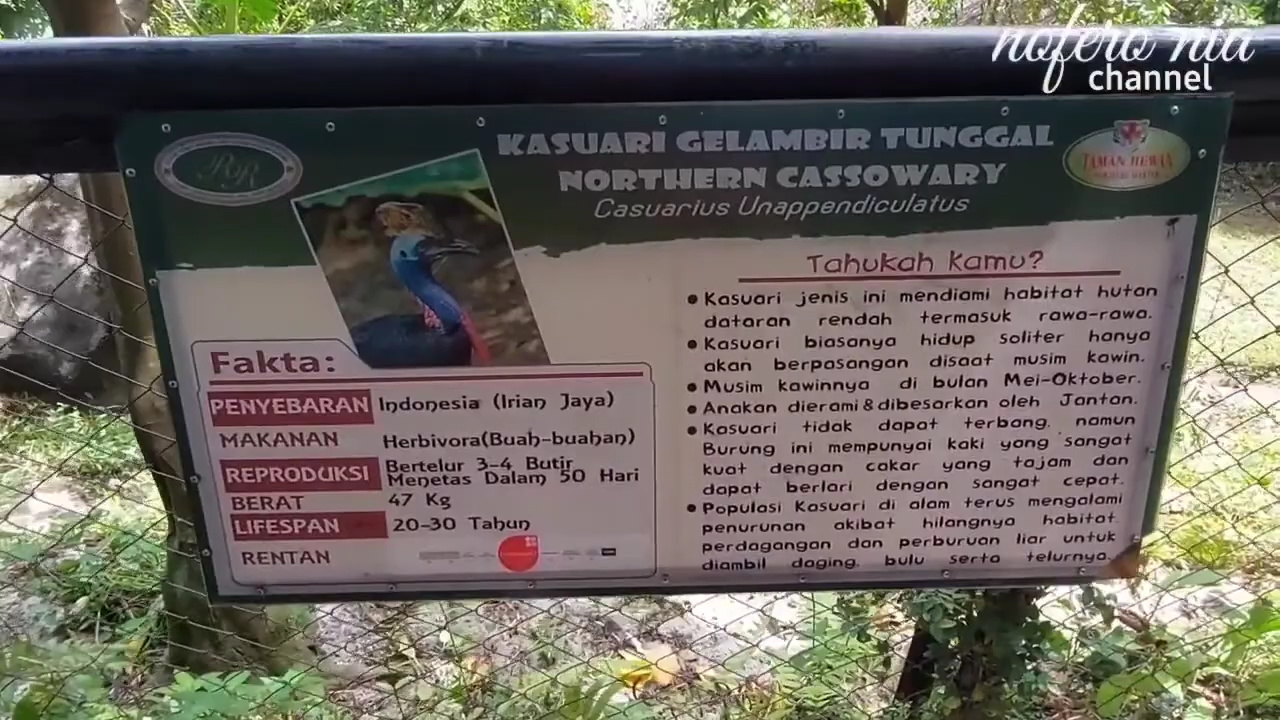 nofero nia
channel
RR
KASUARI GELAMBIR TUNGGAL
NORTHERN CASSOWARY
Casuarius Unappendiculatus
TAMAN HEWAN
Fakta:
PENYEBARAN Indonesia (Irian Jaya)
MAKANAN Herbivora(Buah-buahan)
REPRODUKSI Bertelur 3-4 Butir
Menetas Dalam 50 Hari
BERAT 47 Kg
LIFESPAN 20-30 Tahun
RENTAN
Tahukah Kamu?
• Kasuari jenis ini mendiami habitat hutan
dataran rendah termasuk rawa-rawa.
• Kasuari biasanya hidup soliter hanya
akan berpasangan disaat musim kawin.
• Musim kawinnya di bulan Mei-Oktober.
• Anakan dierami & dibesarkan oleh Jantan.
• Kasuari tidak dapat terbang, namun
Burung ini mempunyai kaki yang sangat
kuat dengan cakar yang tajam dan
dapat berlari dengan sangat cepat.
• Populasi Kasuari di alam terus mengalami
penurunan akibat hilangnya habitat,
perdagangan dan perburuan liar untuk
diambil daging, bulu serta telurnya.